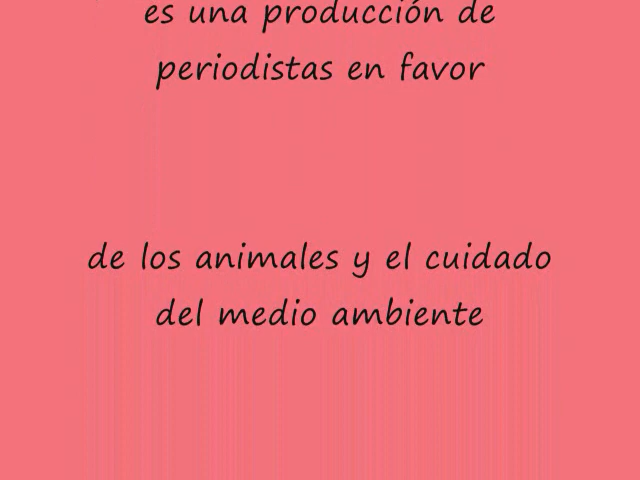 es una producción de
periodistas en favor
de los animales y el cuidado
del medio ambiente